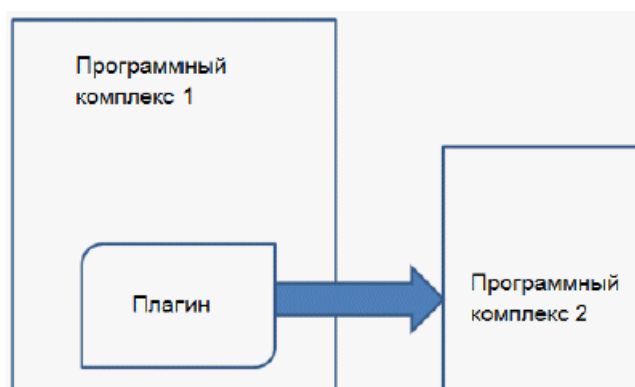 Программный
комплекс 1
Плагин
Программный
комплекс 2